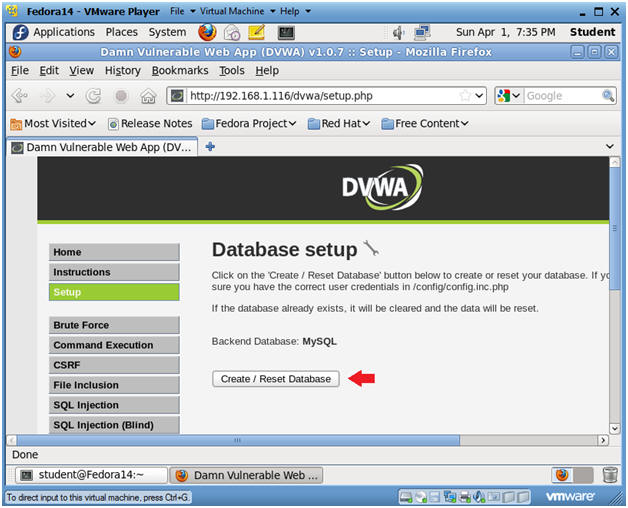 Fedora14 - VMware Player File Virtual Machine Help
Applications Places System Sun Apr 1, 7:35 PM Student
Damn Vulnerable Web App (DVWA) v1.0.7 :: Setup - Mozilla Firefox
File Edit View History Bookmarks Tools Help
http://192.168.1.116/dvwa/setup.php Google
Most Visited Release Notes Fedora Project Red Hat Free Content
Damn Vulnerable Web App (DV...
DVWA
Home
Instructions
Setup
Brute Force
Command Execution
CSRF
File Inclusion
SQL Injection
SQL Injection (Blind)
Database setup
Click on the 'Create / Reset Database' button below to create or reset your database. If yo
sure you have the correct user credentials in /config/config.inc.php
If the database already exists, it will be cleared and the data will be reset.
Backend Database: MySQL
Create / Reset Database
Done
student@Fedora14:~ Damn Vulnerable Web ...
To direct input to this virtual machine, press Ctrl+G.
vmware